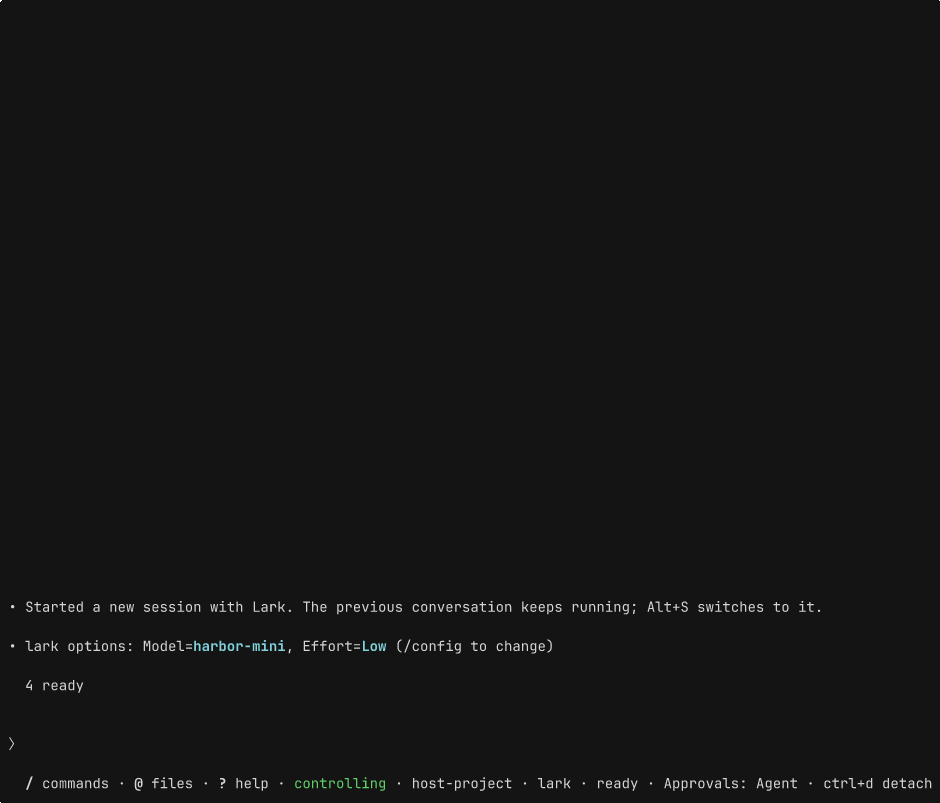 • Started a new session with Lark. The previous conversation keeps running; Alt+S switches to it.
• lark options: Model=harbor-mini, Effort=Low (/config to change)
4 ready
〉
/ commands · @ files · ? help · controlling · host-project · lark · ready · Approvals: Agent · ctrl+d detach